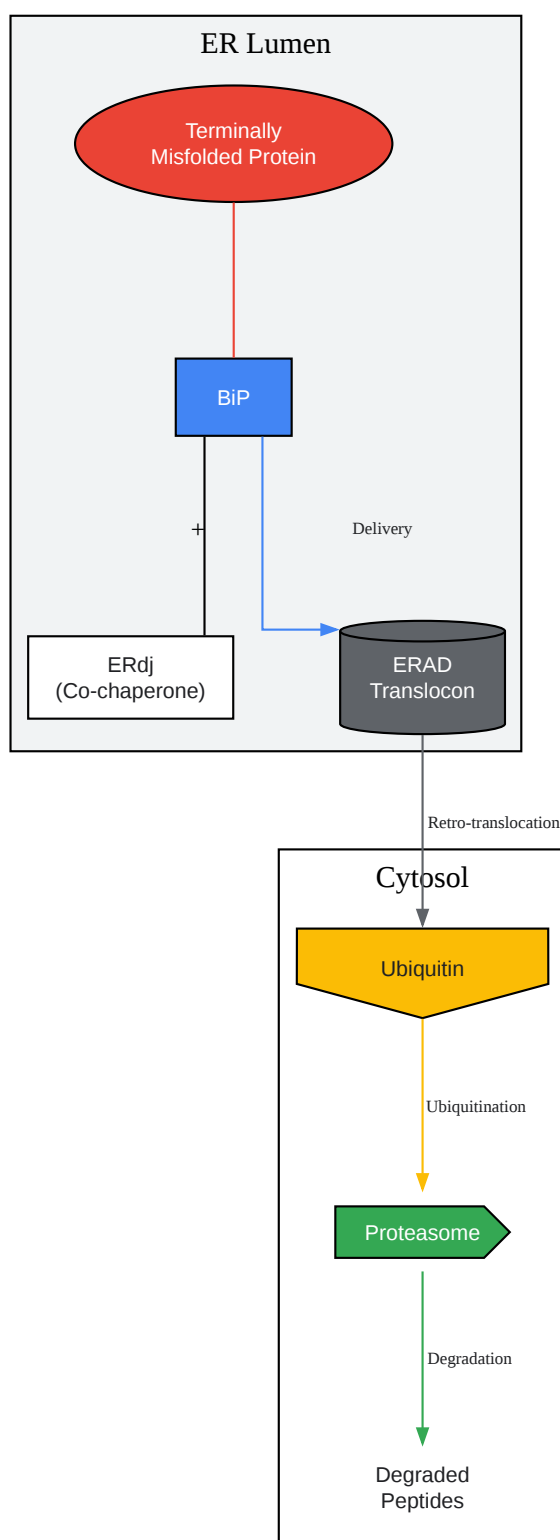 ER Lumen
Terminally
Misfolded Protein
BiP
+
Delivery
ERdj
(Co-chaperone)
ERAD
Translocon
Retro-translocation
Cytosol
Ubiquitin
Ubiquitination
Proteasome
Degradation
Degraded
Peptides